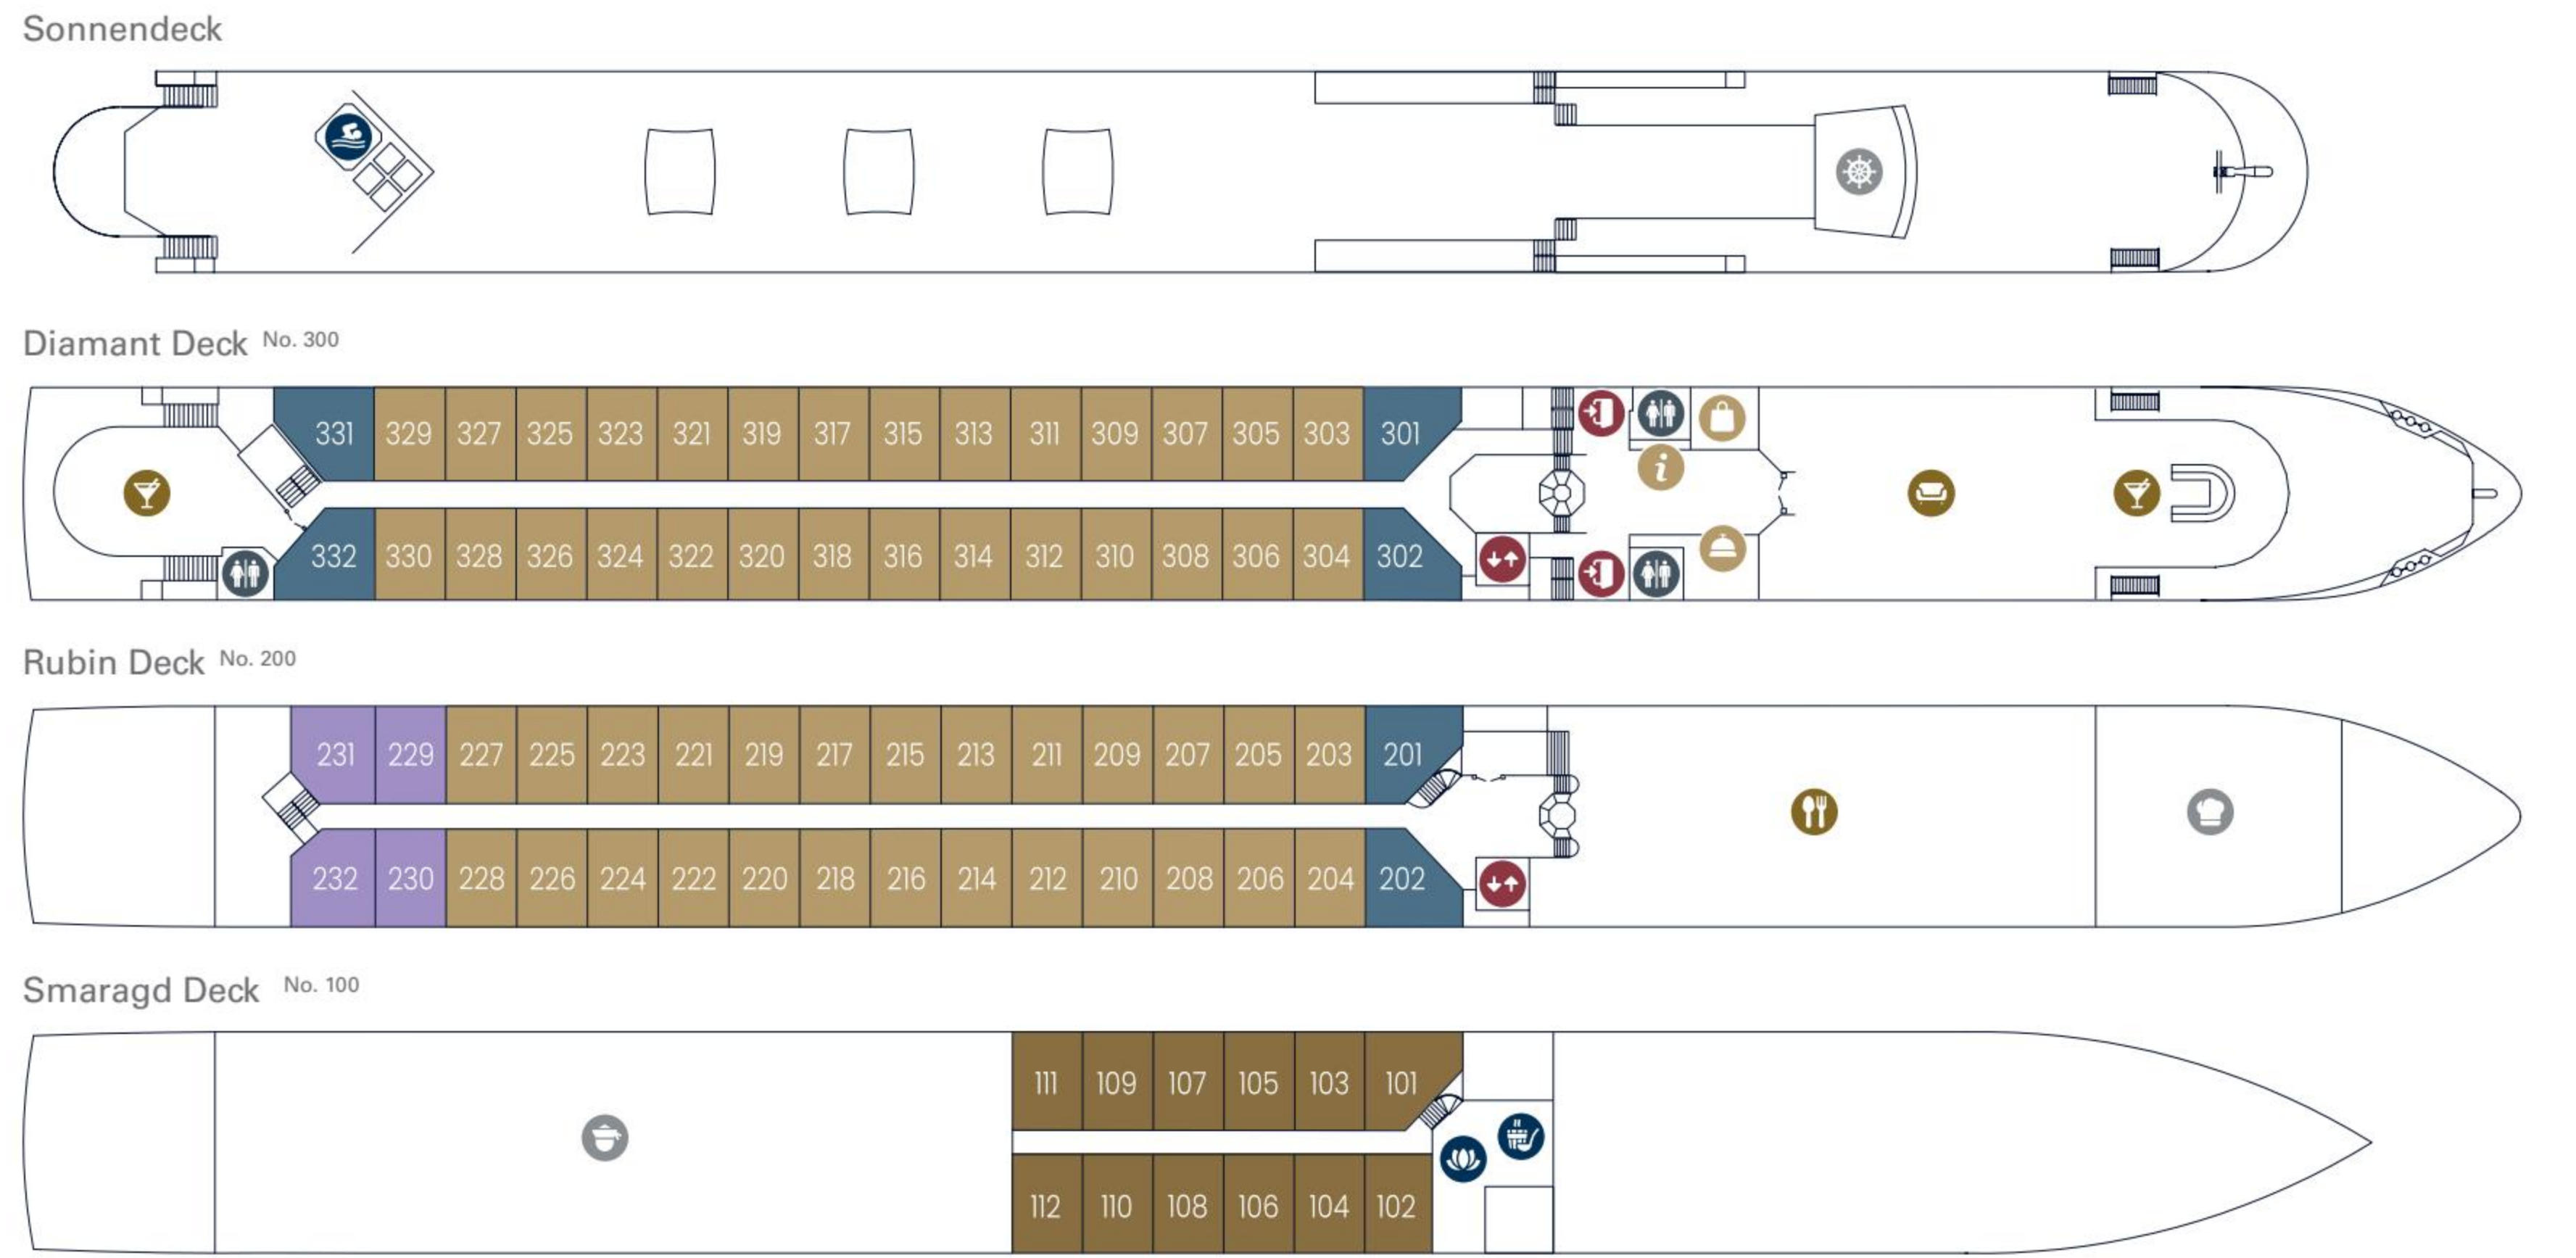 Sonnendeck
Diamant Deck No. 300
331 329 327 325 323 321 319 317 315 313 311 309 307 305 303 301
i
332 330 328 326 324 322 320 318 316 314 312 310 308 306 304 302
Rubin Deck No. 200
231 229 227 225 223 221 219 217 215 213 211 209 207 205 203 201
232 230 228 226 224 222 220 218 216 214 212 210 208 206 204 202
Smaragd Deck No. 100
111 109 107 105 103 101
112 110 108 106 104 102